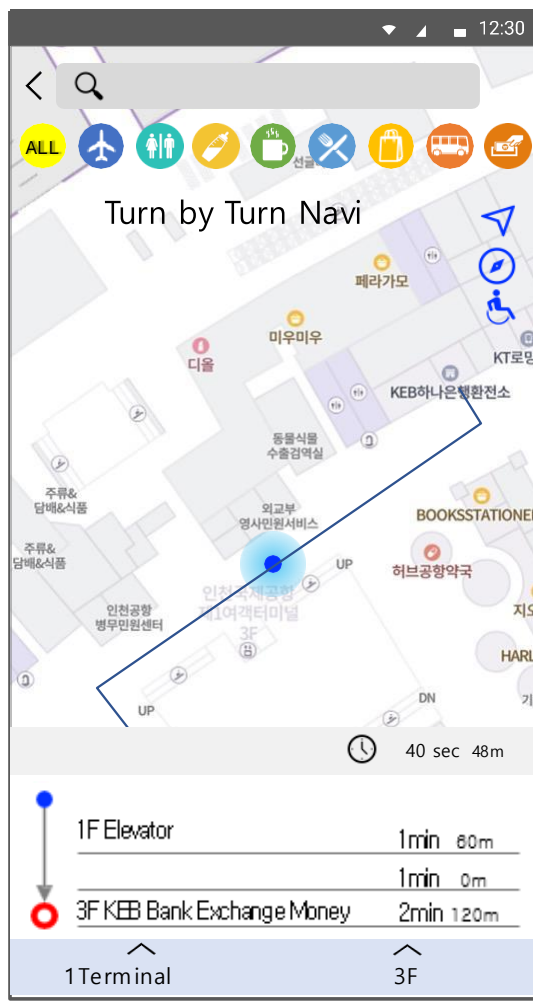 12:30
ALL
선글
Turn by Turn Navi
페라가모
미우미우
디올
KT로밍
KEB하나은행환전소
동물식물
수출검역실
주류&
담배&식품
외교부
영사민원서비스
BOOKSSTATIONE
주류&
담배&식품
UP
허브공항약국
인천국제공항
제1여객터미널
3F
인천공항
병무민원센터
지오
HARL
DN
기
UP
40 sec 48m
1F Elevator
1min 60m
1min 0m
3F KEB Bank Exchange Money 2min 120m
1Terminal 3F